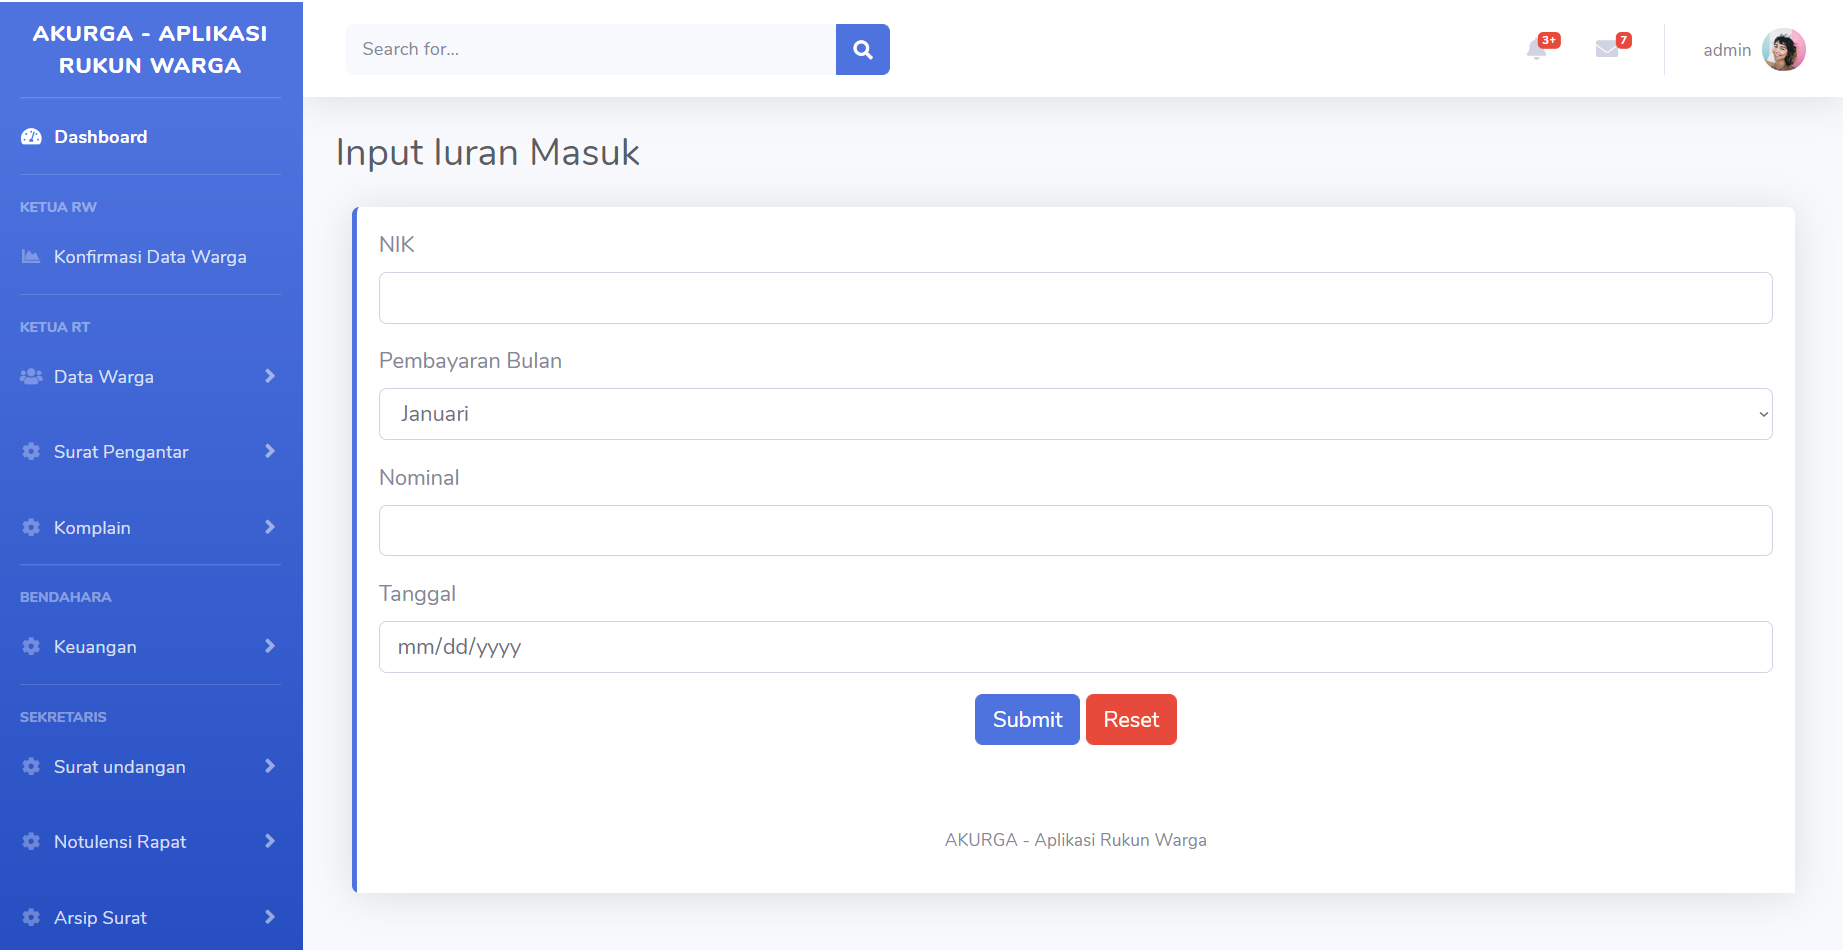 AKURGA - APLIKASI
RUKUN WARGA
Dashboard
KETUA RW
Konfirmasi Data Warga
KETUA RT
Data Warga
Surat Pengantar
Komplain
BENDAHARA
Keuangan
SEKRETARIS
Surat undangan
Notulensi Rapat
Arsip Surat
Search for...
3+
7
admin
Input Iuran Masuk
NIK
Pembayaran Bulan
Januari
Nominal
Tanggal
mm/dd/yyyy
Submit Reset
AKURGA - Aplikasi Rukun Warga